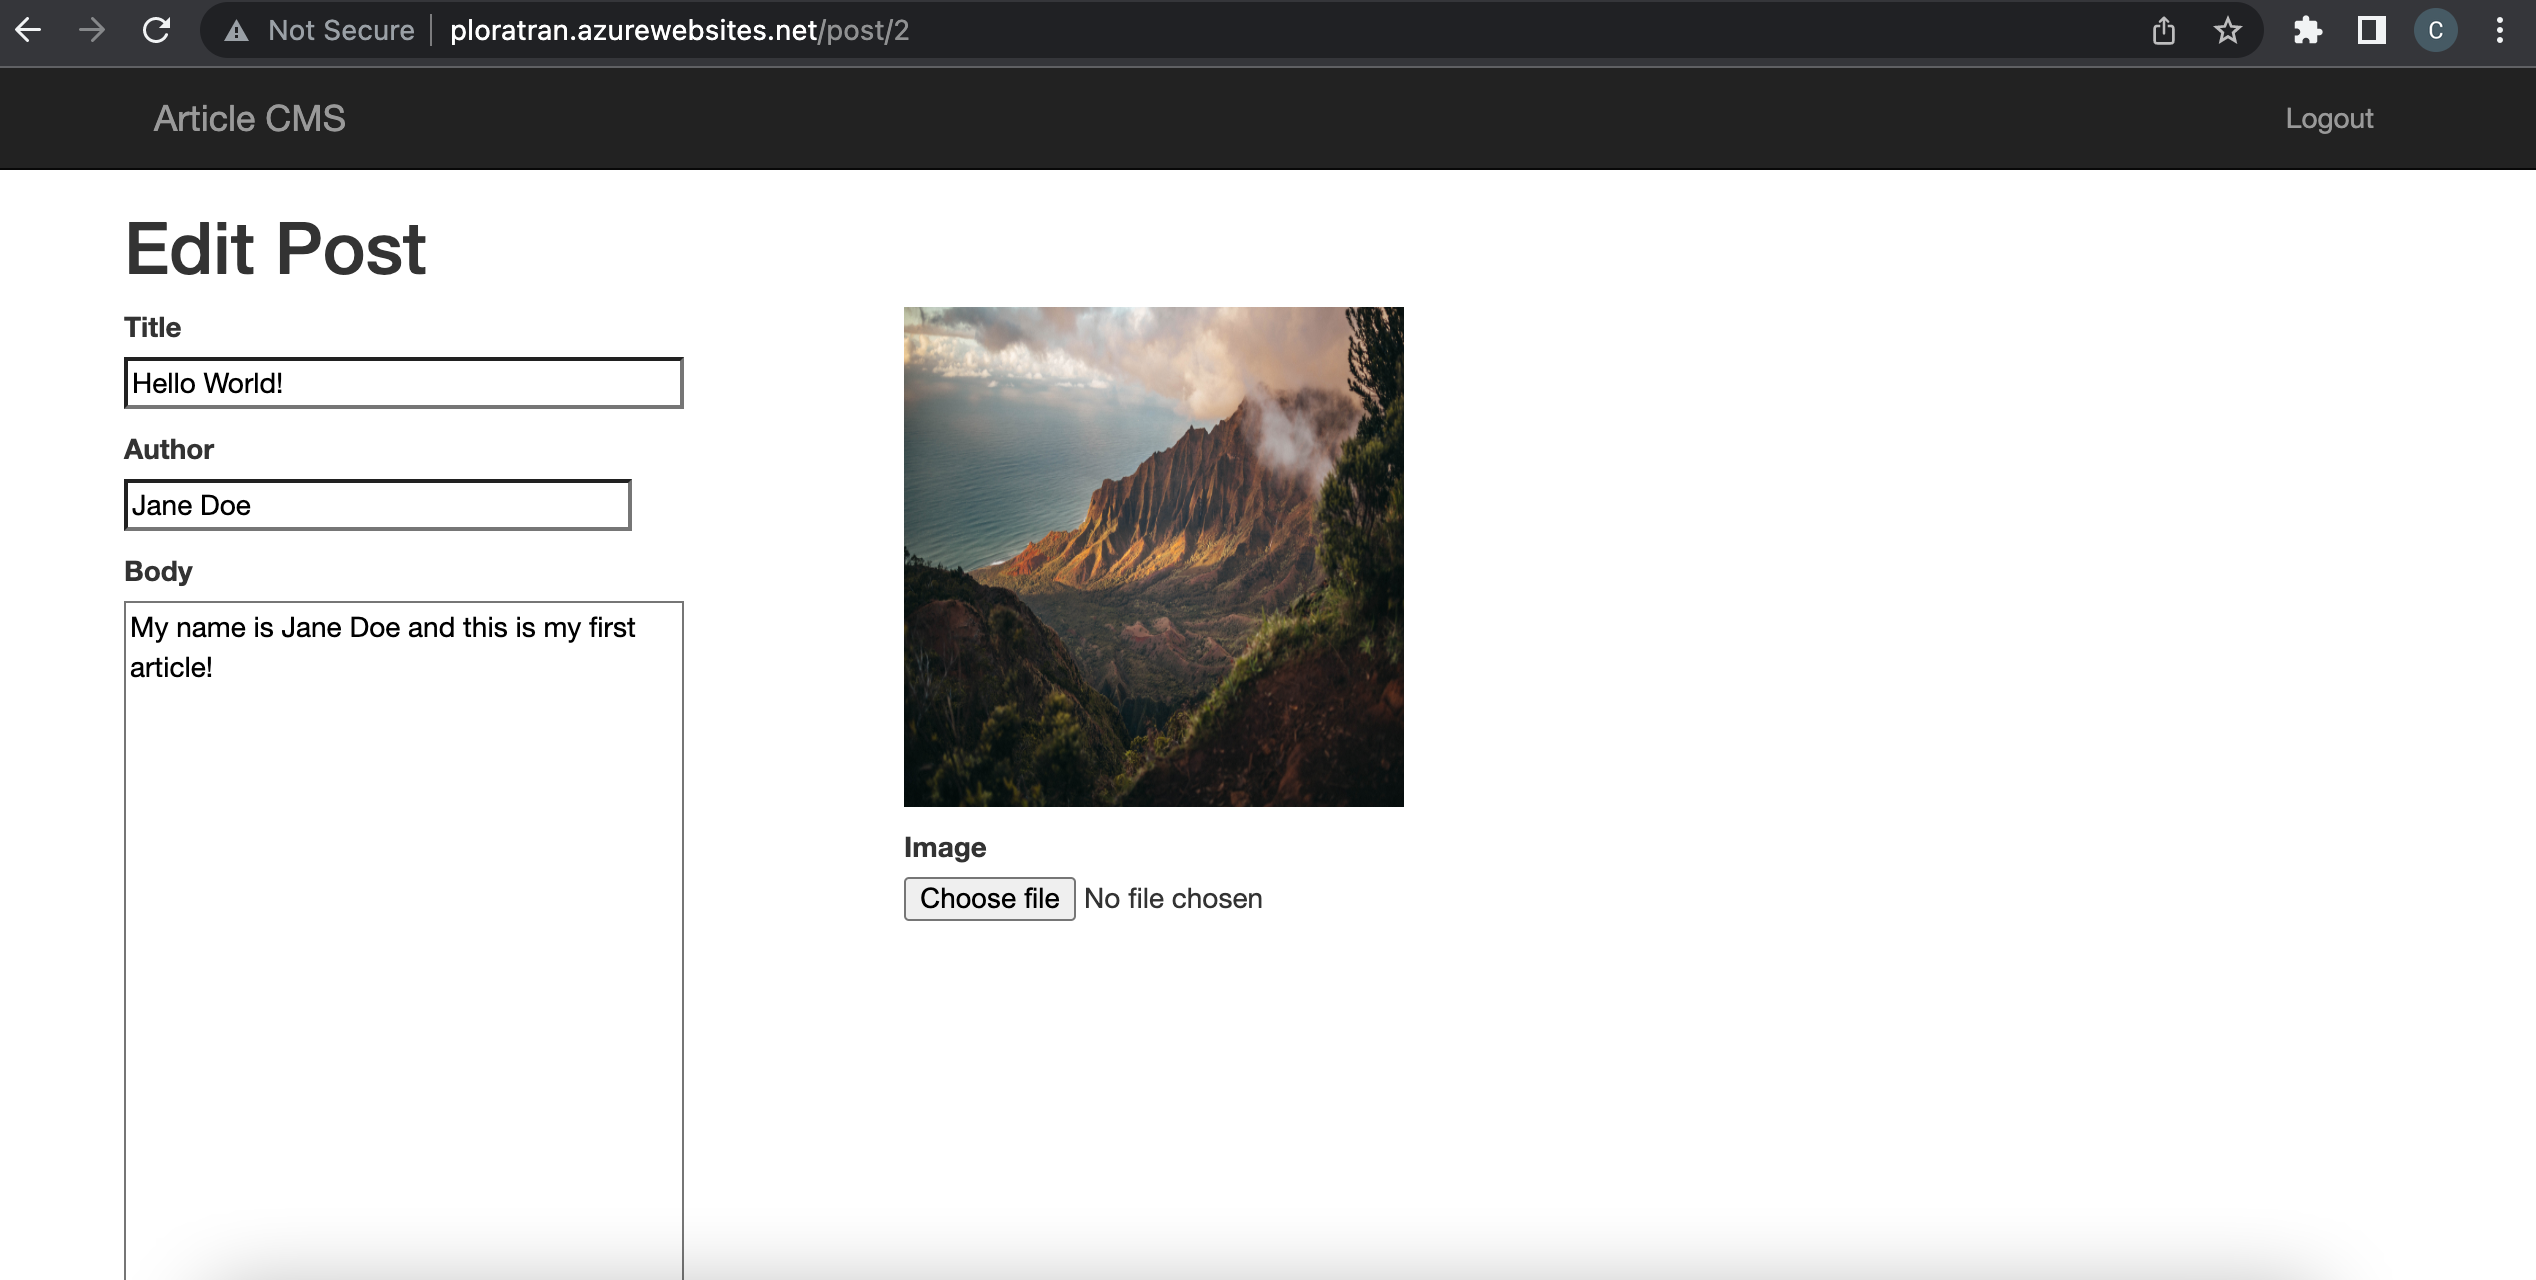 Not Secure
ploratran.azurewebsites.net/post/2
C
Article CMS
Logout
Edit Post
Title
Hello World!
Author
Jane Doe
Body
My name is Jane Doe and this is my first
article!
Image
Choose file No file chosen